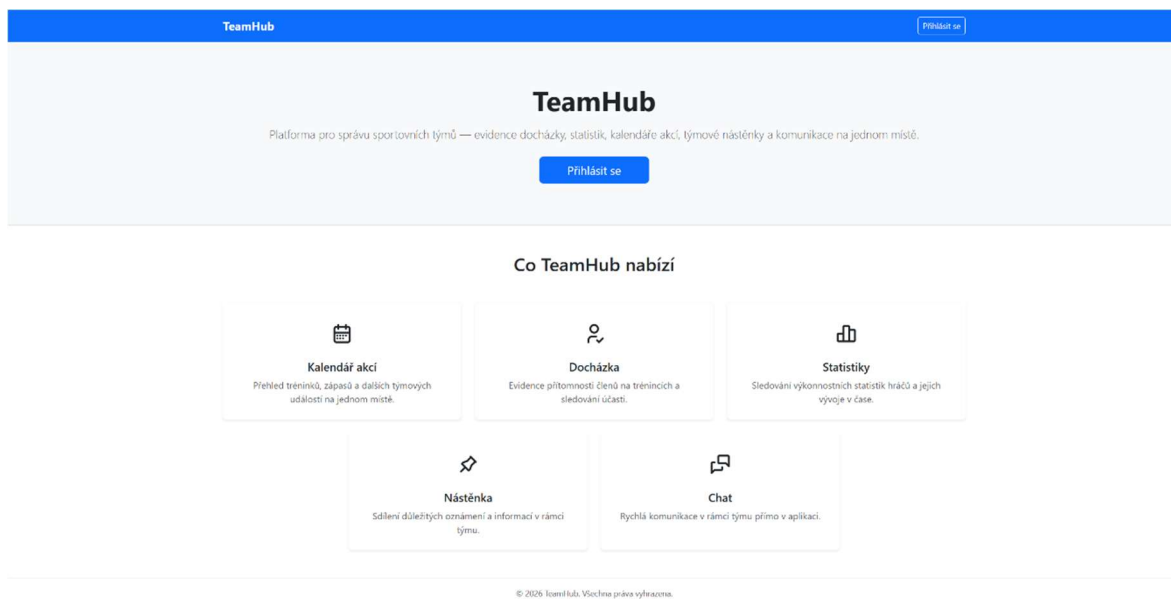 TeamHub
Přihlásit se
TeamHub
Platforma pro správu sportovních týmů — evidence docházky, statistik, kalendáře akcí, týmové nástěnky a komunikace na jednom místě.
Přihlásit se
Co TeamHub nabízí
Kalendář akcí
Přehled tréninků, zápasů a dalších týmových
událostí na jednom místě.
Docházka
Evidence přítomnosti členů na trénincích a
sledování účasti.
Statistiky
Sledování výkonnostních statistik hráčů a jejich
vývoje v čase.
Nástěnka
Sdílení důležitých oznámení a informací v rámci
týmu.
Chat
Rychlá komunikace v rámci týmu přímo v aplikaci.
© 2026 TeamHub. Všechna práva vyhrazena.